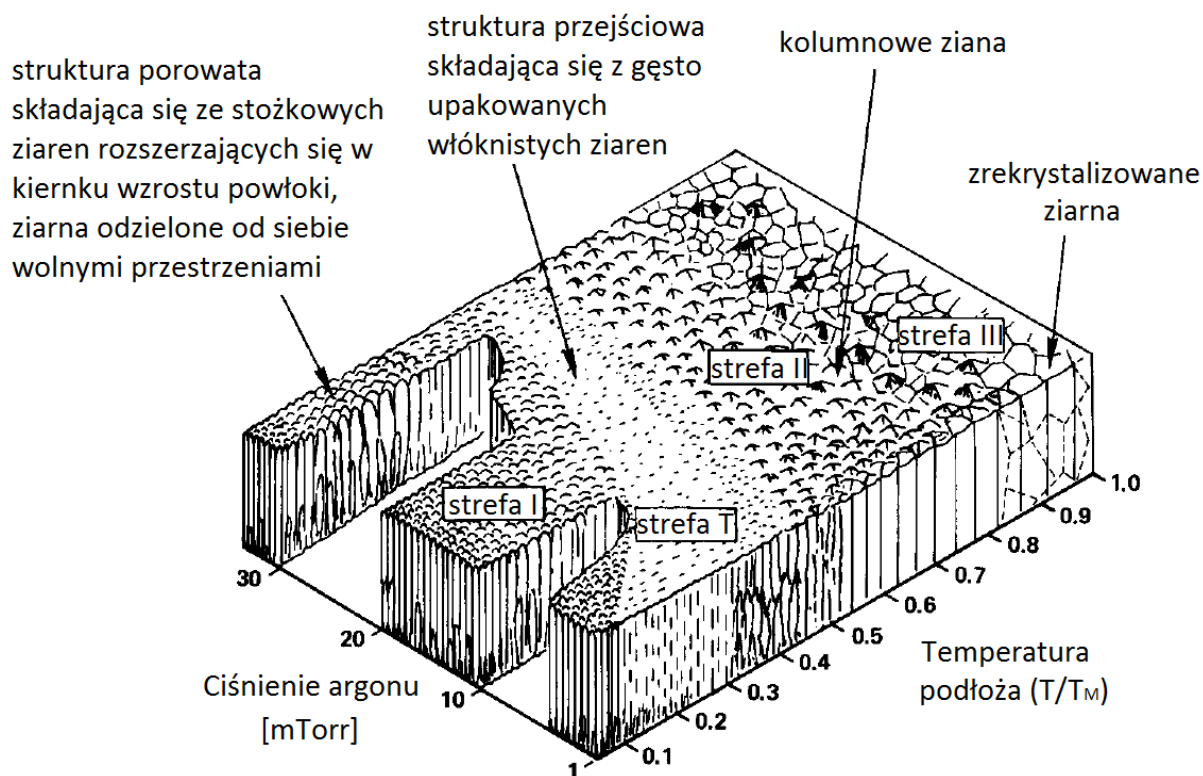 struktura porowata
składająca się ze stożkowych
ziaren rozszerzających się w
kiernku wzrostu powłoki,
ziarna odzielone od siebie
wolnymi przestrzeniami
struktura przejściowa
składająca się z gęsto
upakowanych
włóknistych ziaren
kolumnowe ziana
zrekrystalizowane
ziarna
strefa III
strefa II
strefa I
strefa T
30
20
10
1
Ciśnienie argonu
[mTorr]
0.1
0.2
0.3
0.4
0.5
0.6
0.7
0.8
0.9
1.0
Temperatura
podłoża (T/TM)